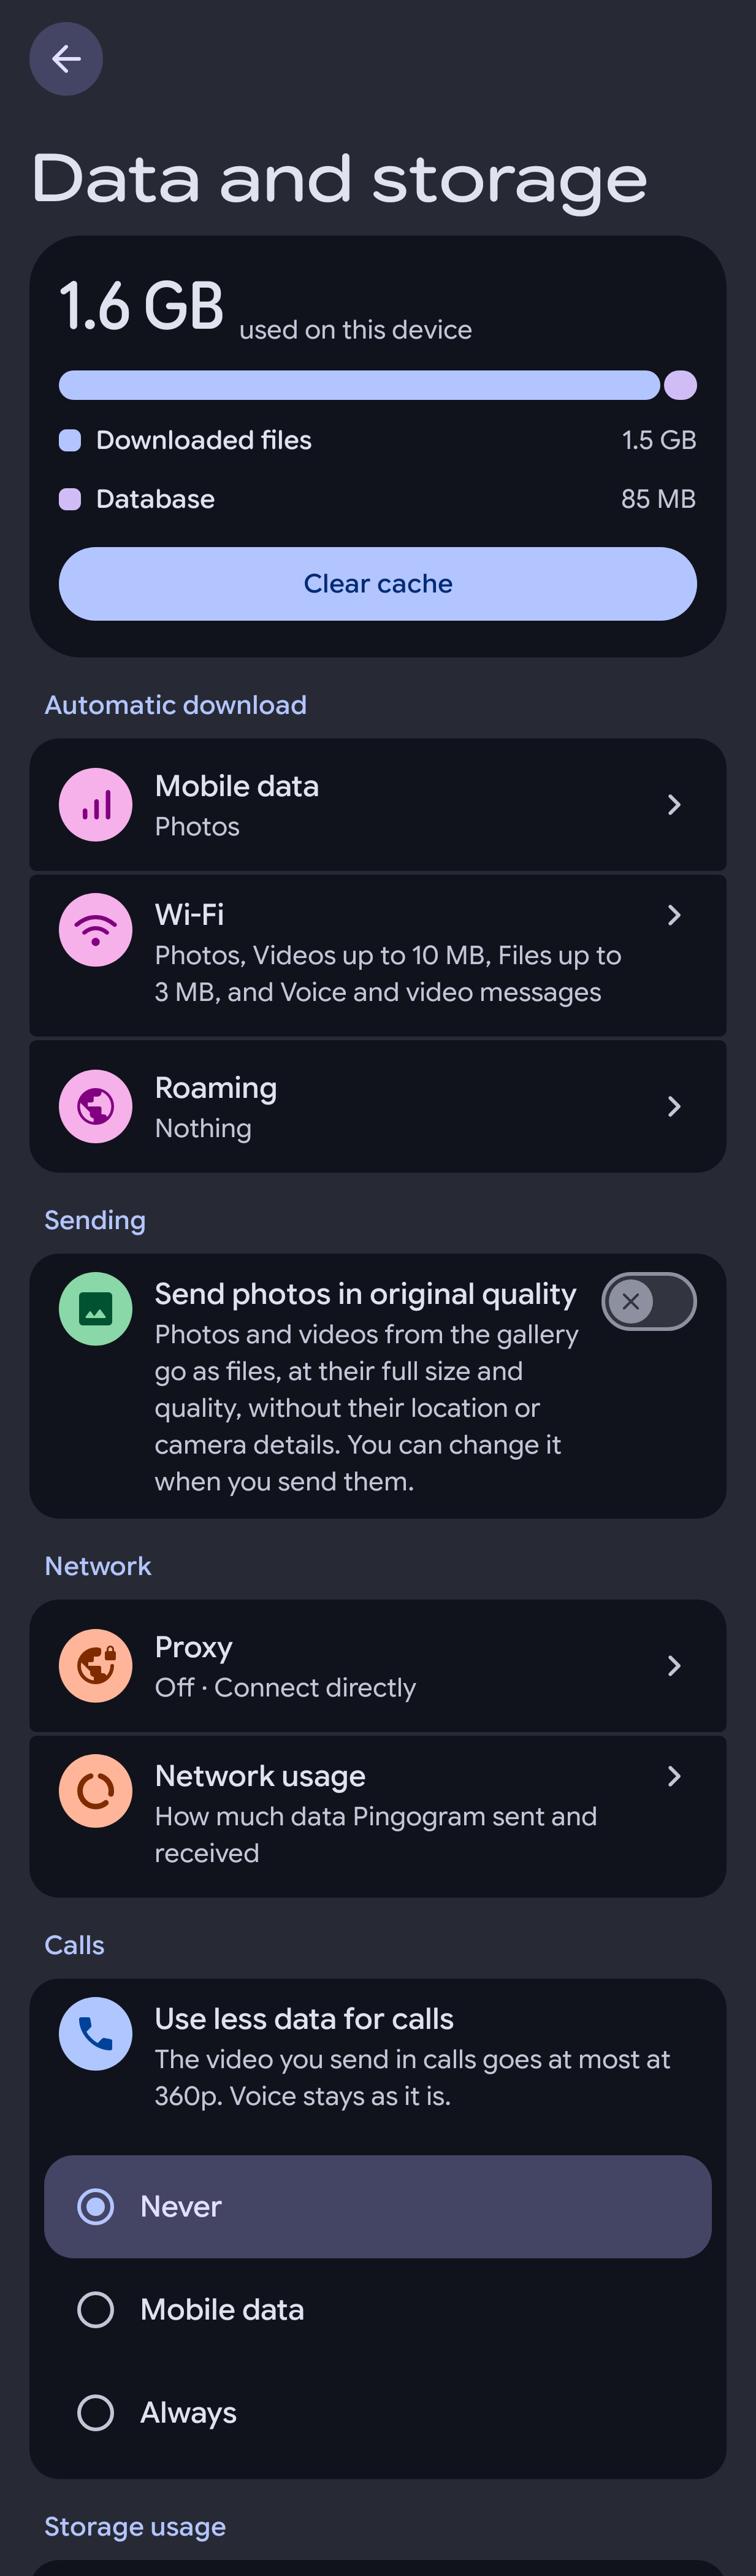 Data and storage
1.6 GB used on this device
Downloaded files 1.5 GB
Database 85 MB
Clear cache
Automatic download
Mobile data
Photos
Wi-Fi
Photos, Videos up to 10 MB, Files up to
3 MB, and Voice and video messages
Roaming
Nothing
Sending
Send photos in original quality
Photos and videos from the gallery
go as files, at their full size and
quality, without their location or
camera details. You can change it
when you send them.
Network
Proxy
Off · Connect directly
Network usage
How much data Pingogram sent and
received
Calls
Use less data for calls
The video you send in calls goes at most at
360p. Voice stays as it is.
Never
Mobile data
Always
Storage usage